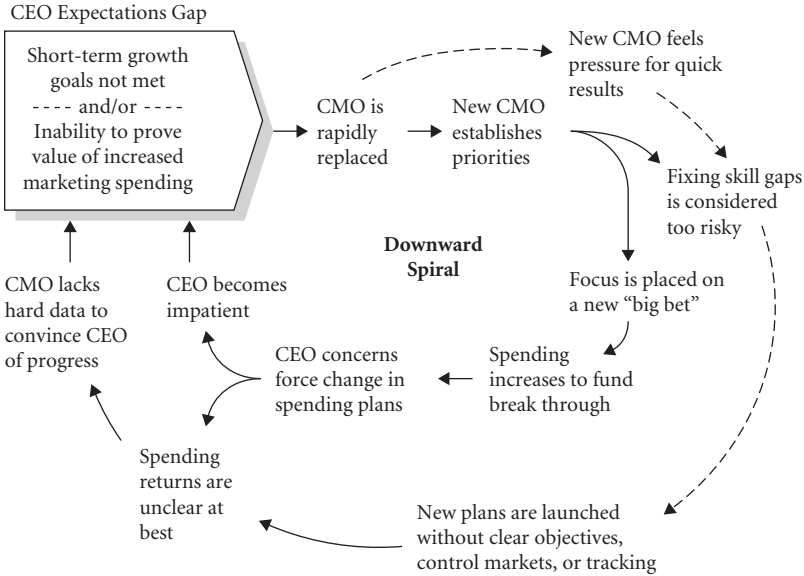 CEO Expectations Gap
Short-term growth
goals not met
---- and/or ----
Inability to prove
value of increased
marketing spending
CMO is
rapidly
replaced
New CMO
establishes
priorities
New CMO feels
pressure for quick
results
Fixing skill gaps
is considered
too risky
Downward
Spiral
Focus is placed on
a new “big bet”
CMO lacks
hard data to
convince CEO
of progress
CEO becomes
impatient
CEO concerns
force change in
spending plans
Spending
increases to fund
break through
Spending
returns are
unclear at
best
New plans are launched
without clear objectives,
control markets, or tracking